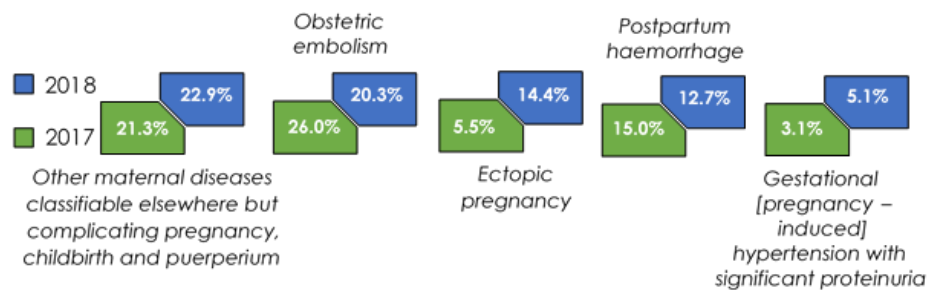 Obstetric
embolism
Postpartum
haemorrhage
2018
22.9%
20.3%
14.4%
12.7%
5.1%
2017
21.3%
26.0%
5.5%
15.0%
3.1%
Other maternal diseases
classifiable elsewhere but
complicating pregnancy,
childbirth and puerperium
Ectopic
pregnancy
Gestational
[pregnancy –
induced]
hypertension with
significant proteinuria